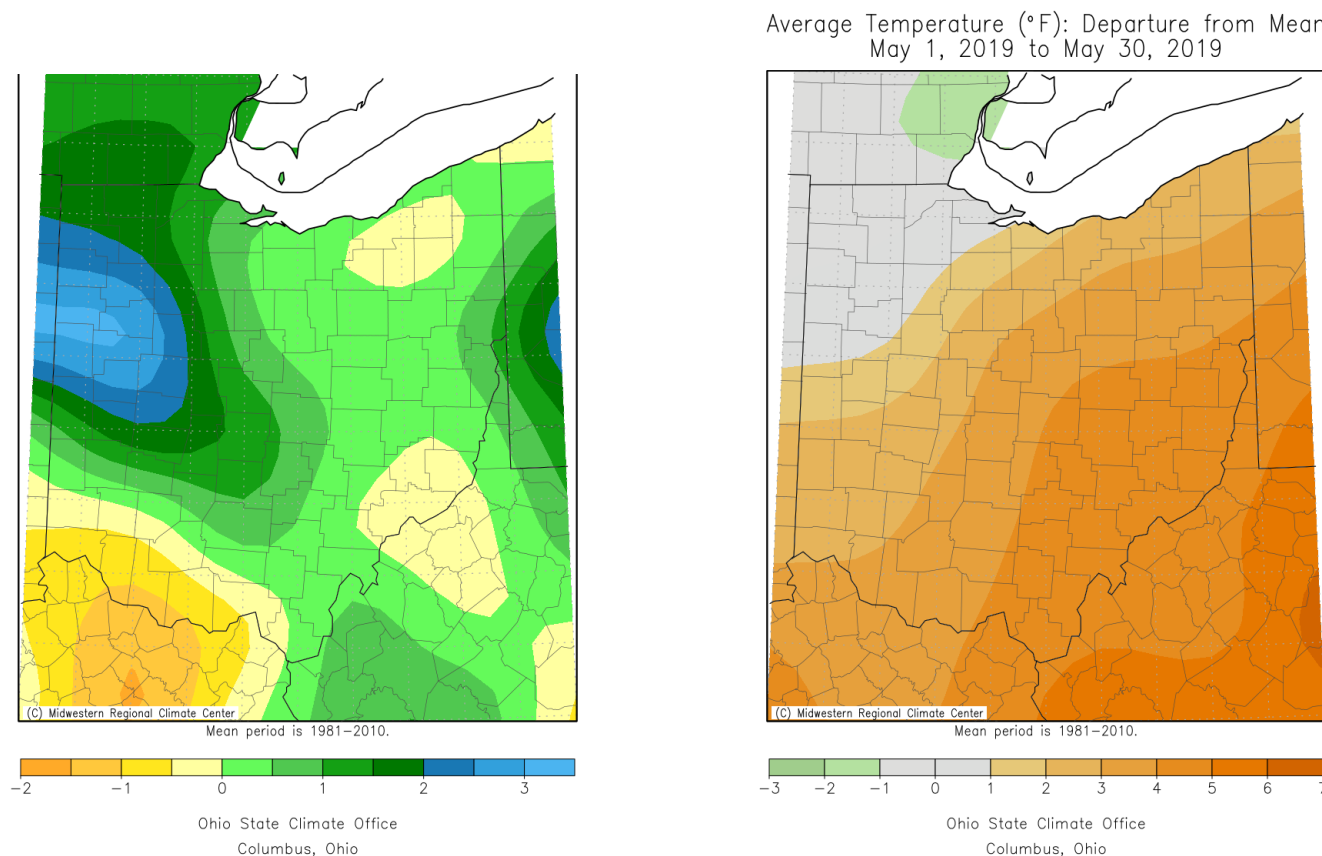 Average Temperature (°F): Departure from Mean
May 1, 2019 to May 30, 2019
(C) Midwestern Regional Climate Center
Mean period is 1981-2010.
-2 -1 0 1 2 3
Ohio State Climate Office
Columbus, Ohio
(C) Midwestern Regional Climate Center
Mean period is 1981-2010.
-3 -2 -1 0 1 2 3 4 5 6 7
Ohio State Climate Office
Columbus, Ohio